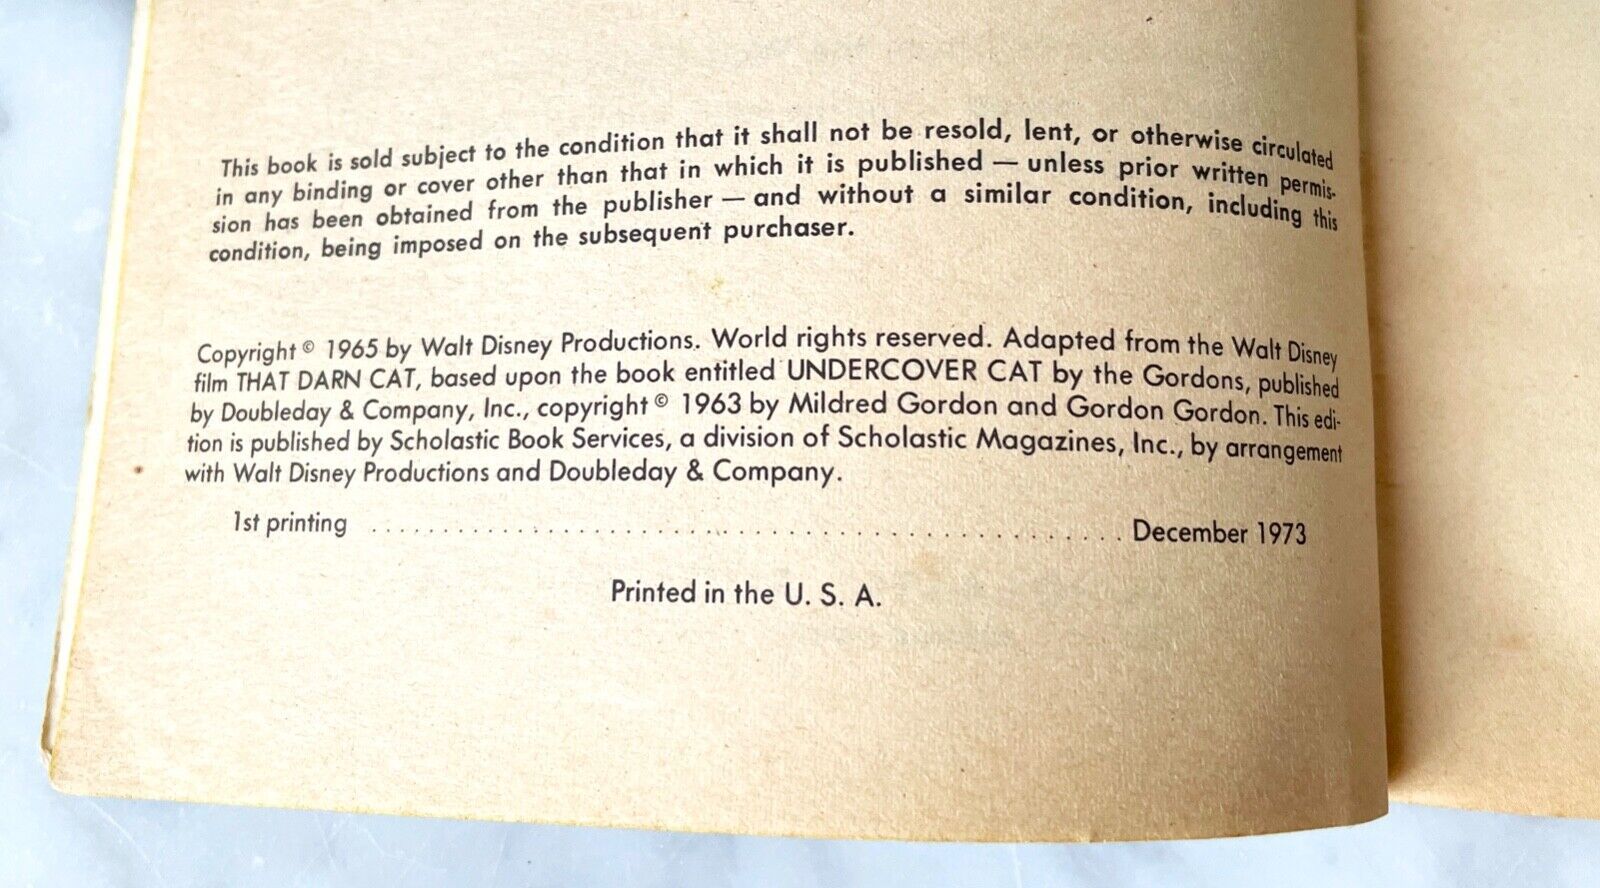 This book is sold subject to the condition that it shall not be resold, lent, or otherwise circulated
in any binding or cover other than that in which it is published — unless prior written permis-
sion has been obtained from the publisher — and without a similar condition, including this
condition, being imposed on the subsequent purchaser.
Copyright © 1965 by Walt Disney Productions. World rights reserved. Adapted from the Walt Disney
film THAT DARN CAT, based upon the book entitled UNDERCOVER CAT by the Gordons, published
by Doubleday & Company, Inc., copyright © 1963 by Mildred Gordon and Gordon Gordon. This edi-
tion is published by Scholastic Book Services, a division of Scholastic Magazines, Inc., by arrangement
with Walt Disney Productions and Doubleday & Company.
1st printing ........................................................ December 1973
Printed in the U. S. A.